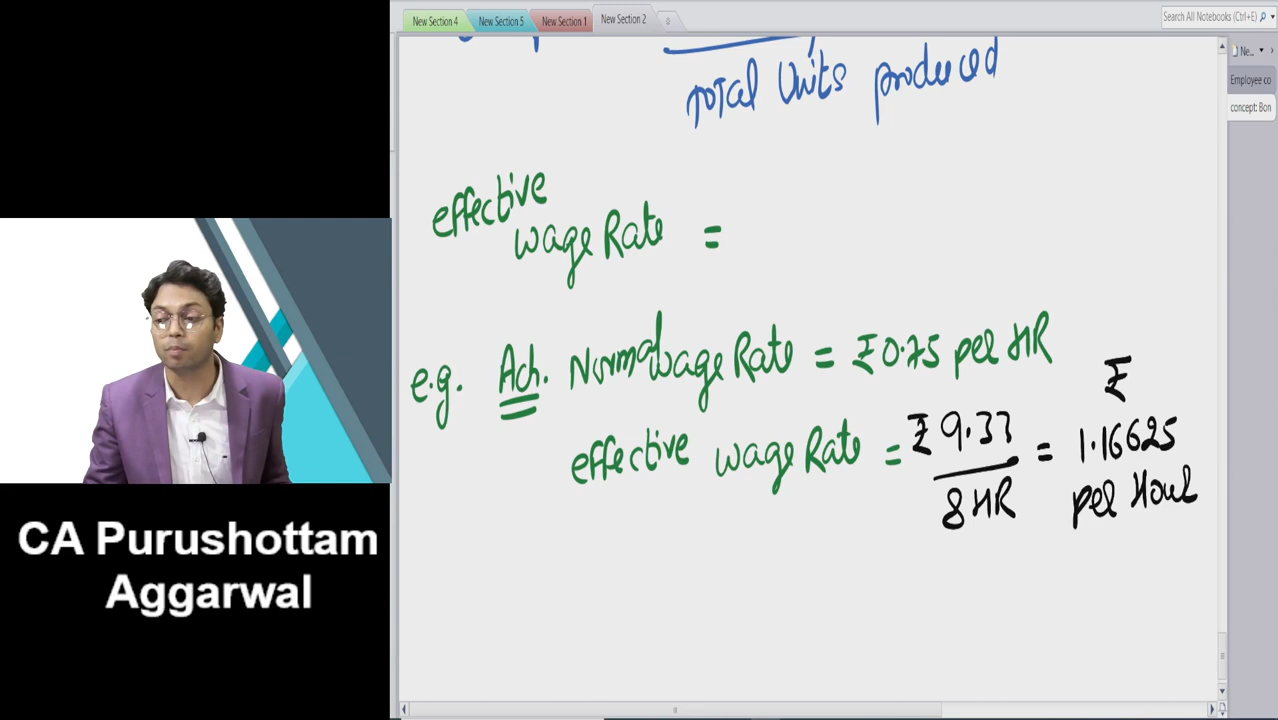 New Section 4
New Section 5
New Section 1
New Section 2
Search All Notebooks (Ctrl+E)
Ne...
Employee co
concept: Bon
Total Units produced
effective
wage Rate =
e.g. Ach. Normal wage Rate = ₹0.75 per HR
effective wage Rate = ₹9.33 / 8 HR = ₹ 1.16625 per Hour
CA Purushottam
Aggarwal